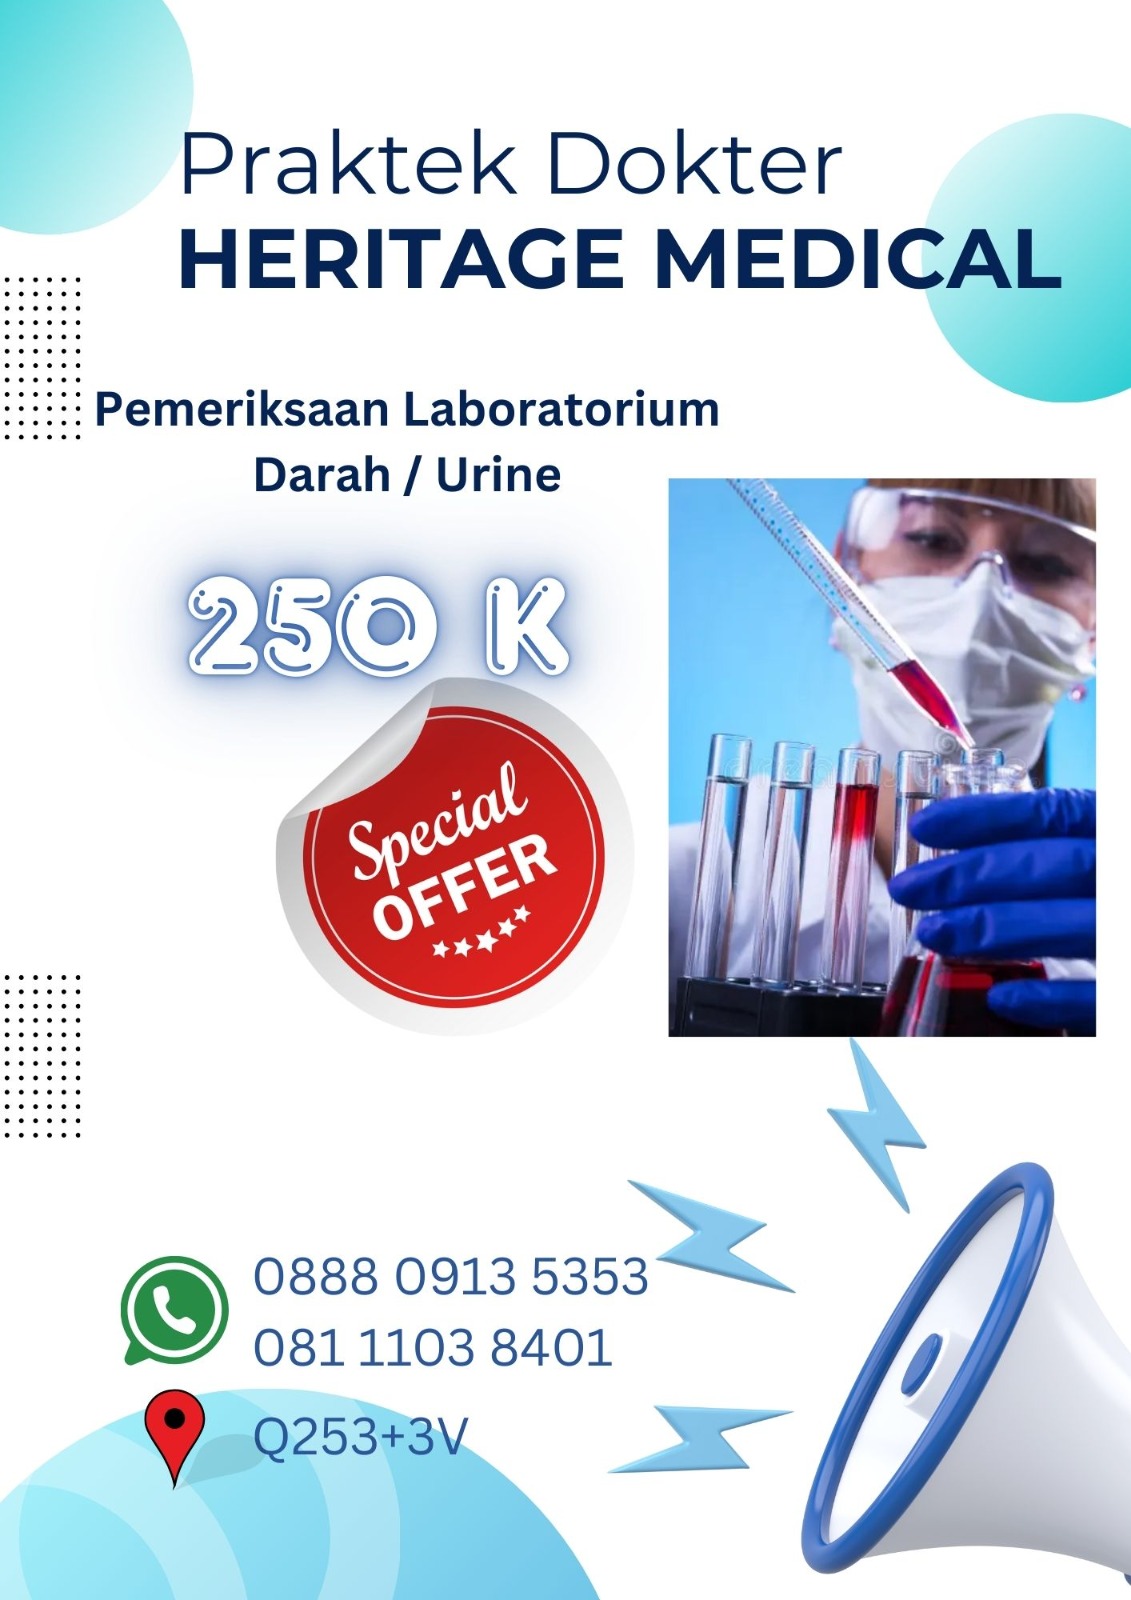 Praktek Dokter
HERITAGE MEDICAL
Pemeriksaan Laboratorium
Darah / Urine
250 K
Special
OFFER
0888 0913 5353
081 1103 8401
Q253+3V